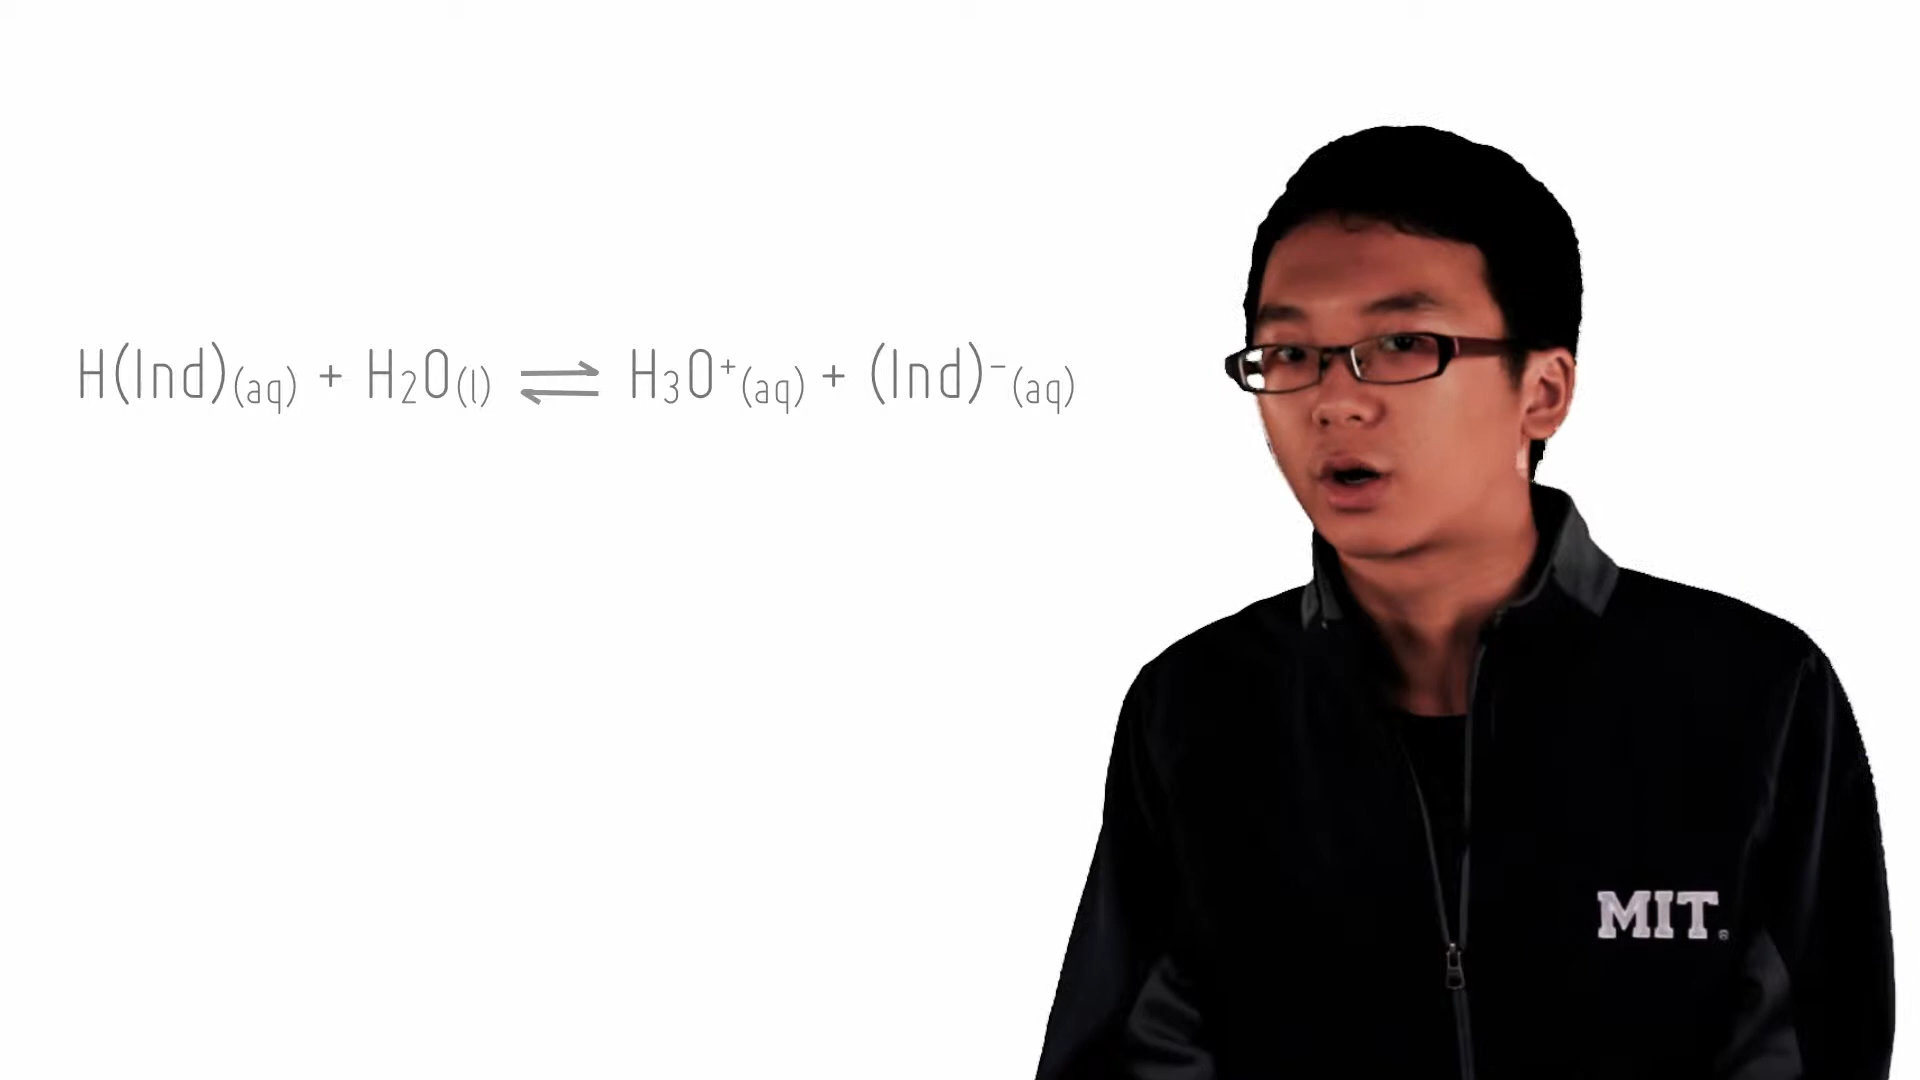 H(Ind)(aq) + H2O(l) ⇌ H3O+(aq) + (Ind)−(aq)
MIT®